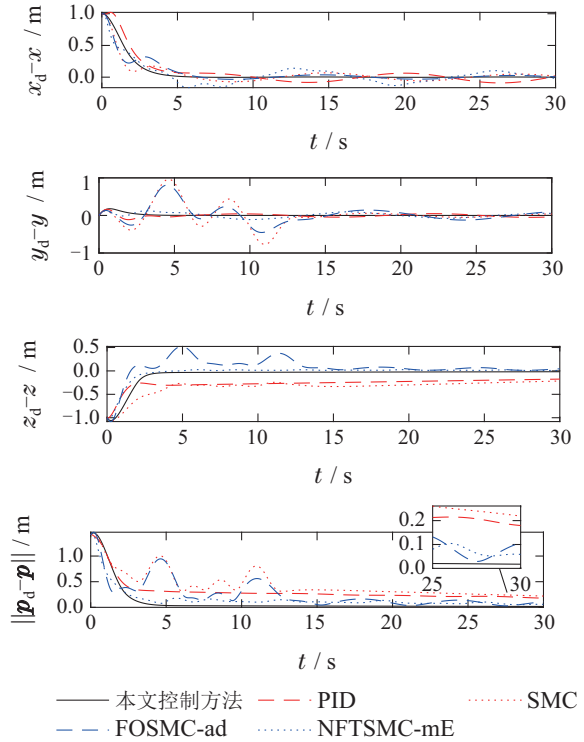 1.0
0.5
0.0
x_d−x / m
0 5 10 15 20 25 30
t / s
1
0
−1
y_d−y / m
0 5 10 15 20 25 30
t / s
0.5
0.0
−0.5
−1.0
z_d−z / m
0 5 10 15 20 25 30
t / s
1.0
0.5
0.0
||p_d−p|| / m
0.2
0.1
0.0
25 30
0 5 10 15 20 25 30
t / s
本文控制方法 PID SMC
FOSMC-ad NFTSMC-mE